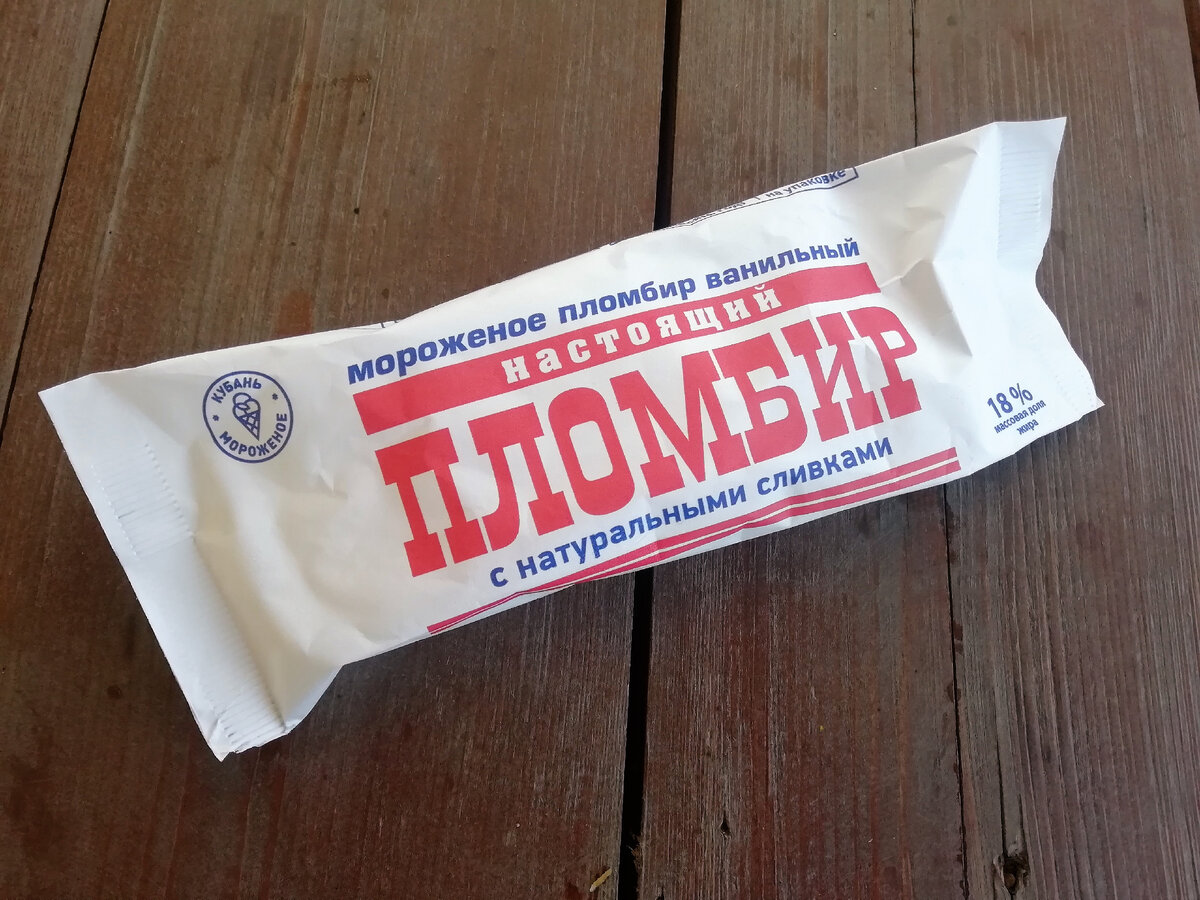 на упаковке
мороженое пломбир ванильный
настоящий
ПЛОМБИР
с натуральными сливками
КУБАНЬ
МОРОЖЕНОЕ
18%
массовая доля
жира